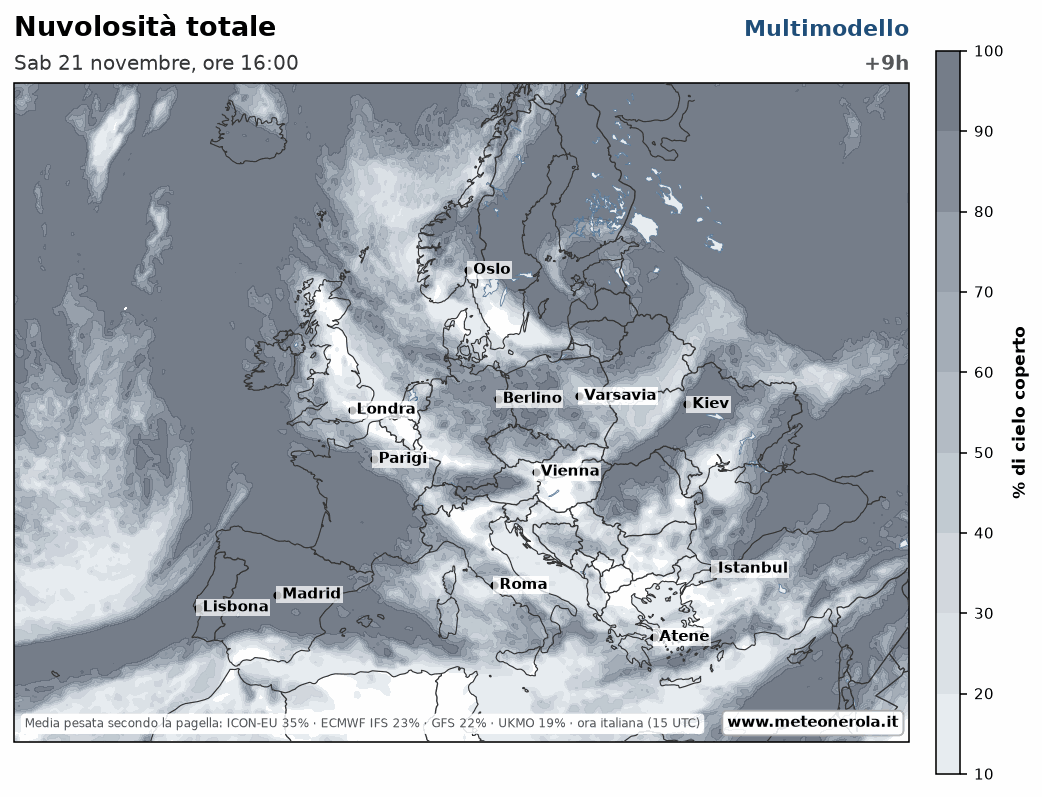 Nuvolosità totale
Multimodello
Sab 21 novembre, ore 16:00
+9h
100
90
80
70
60
50
40
30
20
10
% di cielo coperto
Oslo
Berlino
Varsavia
Kiev
Londra
Parigi
Vienna
Istanbul
Roma
Madrid
Lisbona
Atene
Media pesata secondo la pagella: ICON-EU 35% · ECMWF IFS 23% · GFS 22% · UKMO 19% · ora italiana (15 UTC)
www.meteonerola.it